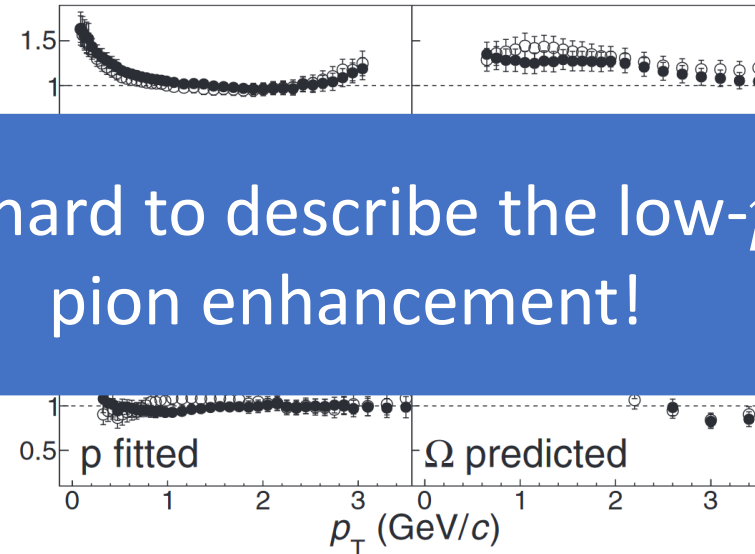 1.5
1
hard to describe the low-p
pion enhancement!
1
0.5
p fitted
Ω predicted
0 1 2 3 0 1 2 3
p_T (GeV/c)